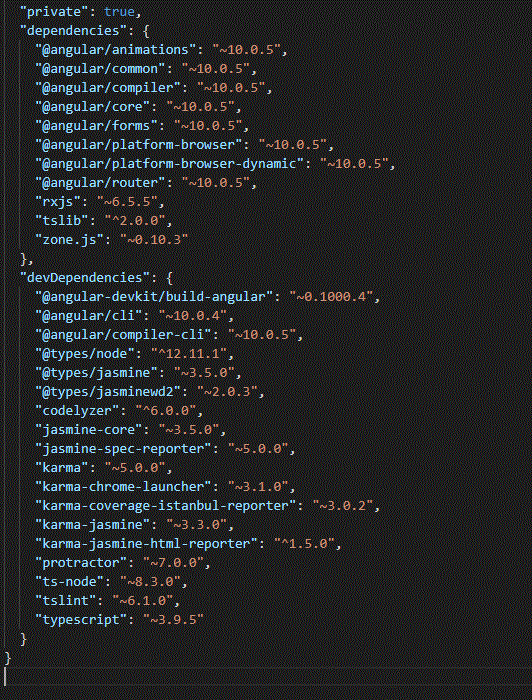 "private": true,
"dependencies": {
"@angular/animations": "~10.0.5",
"@angular/common": "~10.0.5",
"@angular/compiler": "~10.0.5",
"@angular/core": "~10.0.5",
"@angular/forms": "~10.0.5",
"@angular/platform-browser": "~10.0.5",
"@angular/platform-browser-dynamic": "~10.0.5",
"@angular/router": "~10.0.5",
"rxjs": "~6.5.5",
"tslib": "^2.0.0",
"zone.js": "~0.10.3"
},
"devDependencies": {
"@angular-devkit/build-angular": "~0.1000.4",
"@angular/cli": "~10.0.4",
"@angular/compiler-cli": "~10.0.5",
"@types/node": "^12.11.1",
"@types/jasmine": "~3.5.0",
"@types/jasminewd2": "~2.0.3",
"codelyzer": "^6.0.0",
"jasmine-core": "~3.5.0",
"jasmine-spec-reporter": "~5.0.0",
"karma": "~5.0.0",
"karma-chrome-launcher": "~3.1.0",
"karma-coverage-istanbul-reporter": "~3.0.2",
"karma-jasmine": "~3.3.0",
"karma-jasmine-html-reporter": "^1.5.0",
"protractor": "~7.0.0",
"ts-node": "~8.3.0",
"tslint": "~6.1.0",
"typescript": "~3.9.5"
}
}